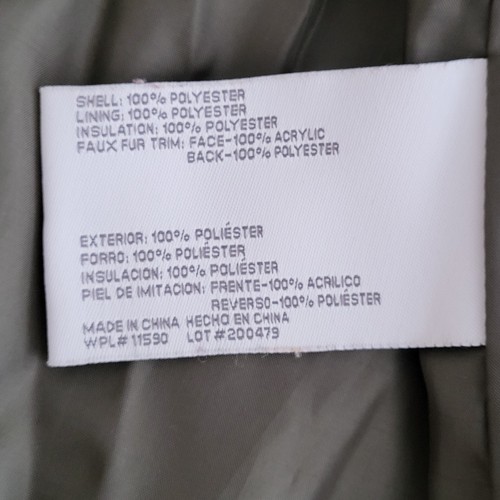 SHELL: 100% POLYESTER
LINING: 100% POLYESTER
INSULATION: 100% POLYESTER
FAUX FUR TRIM: FACE-100% ACRYLIC
BACK-100% POLYESTER
EXTERIOR: 100% POLIÉSTER
FORRO: 100% POLIÉSTER
INSULACION: 100% POLIÉSTER
PIEL DE IMITACION: FRENTE-100% ACRILICO
REVERSO-100% POLIÉSTER
MADE IN CHINA HECHO EN CHINA
WPL# 11590 LOT #200479